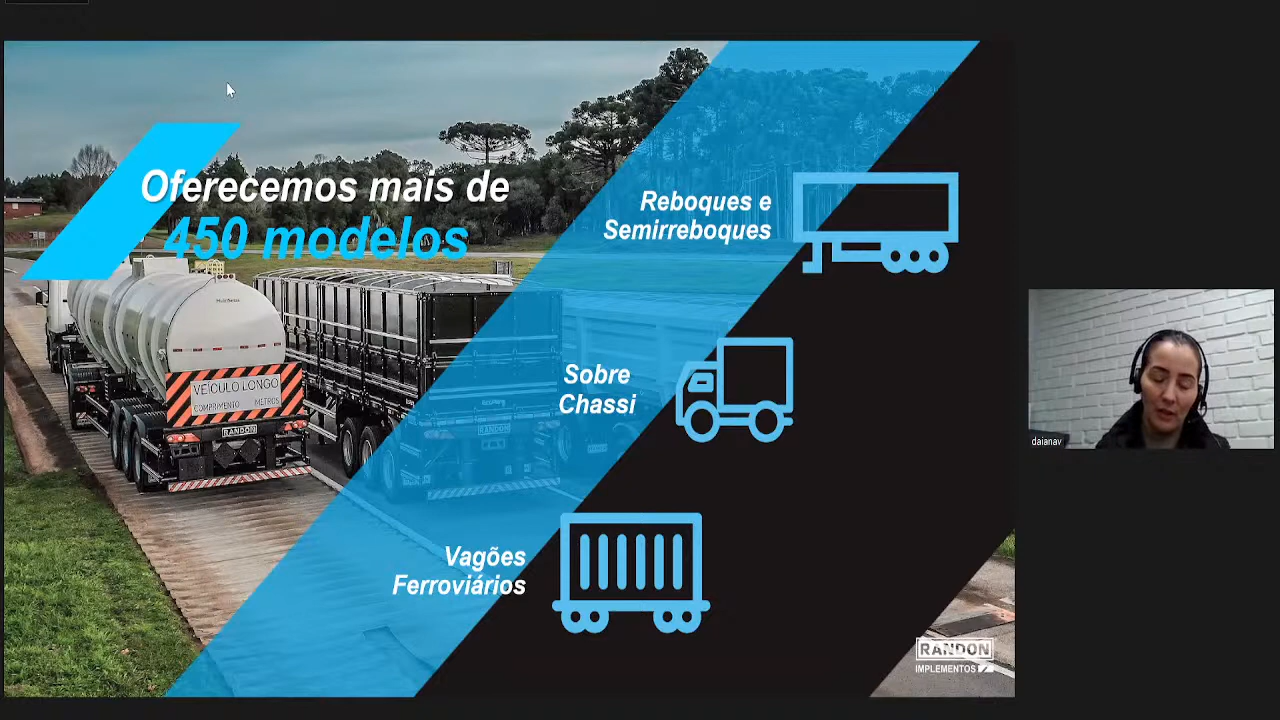 Oferecemos mais de
450 modelos
Reboques e
Semirreboques
VEÍCULO LONGO
COMPRIMENTO METROS
RANDON
Sobre
Chassi
Vagões
Ferroviários
daianav
RANDON
IMPLEMENTOS